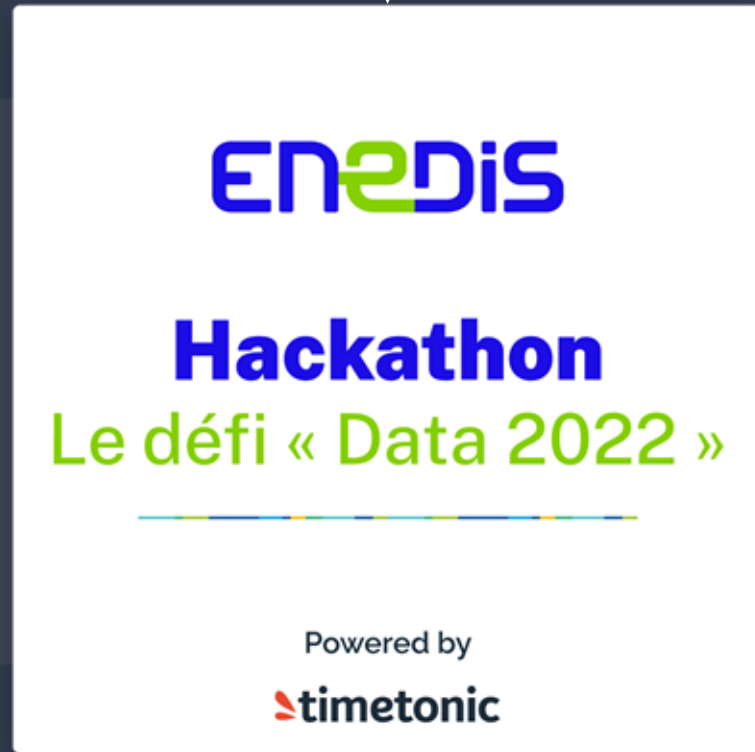 ENEDiS
Hackathon
Le défi « Data 2022 »
Powered by
timetonic